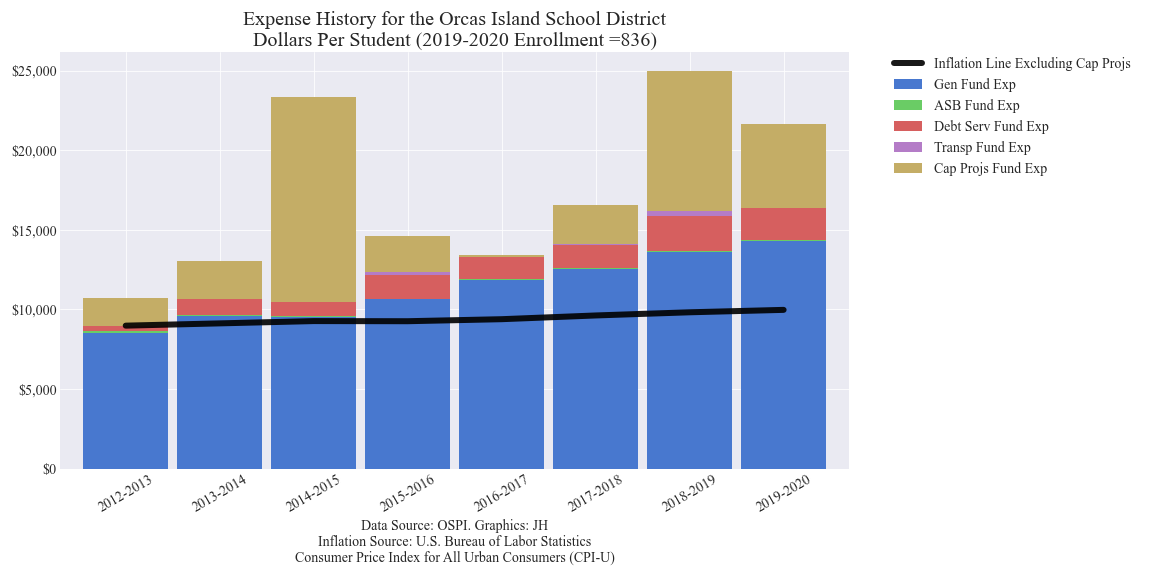 Expense History for the Orcas Island School District
Dollars Per Student (2019-2020 Enrollment =836)
Inflation Line Excluding Cap Projs
Gen Fund Exp
ASB Fund Exp
Debt Serv Fund Exp
Transp Fund Exp
Cap Projs Fund Exp
$25,000
$20,000
$15,000
$10,000
$5,000
$0
2012-2013
2013-2014
2014-2015
2015-2016
2016-2017
2017-2018
2018-2019
2019-2020
Data Source: OSPI. Graphics: JH
Inflation Source: U.S. Bureau of Labor Statistics
Consumer Price Index for All Urban Consumers (CPI-U)